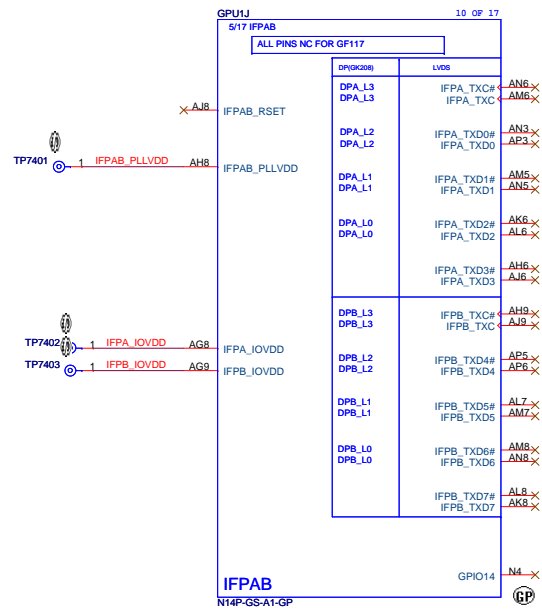 GPU1J 10 OF 17
5/17 IFPAB
ALL PINS NC FOR GF117
DP(GK208) LVDS
DPA_L3 IFPA_TXC# AN6
DPA_L3 IFPA_TXC AM6
AJ8 IFPAB_RSET
DPA_L2 IFPA_TXD0# AN3
DPA_L2 IFPA_TXD0 AP3
TP7401 1 IFPAB_PLLVDD AH8 IFPAB_PLLVDD
DPA_L1 IFPA_TXD1# AM5
DPA_L1 IFPA_TXD1 AN5
DPA_L0 IFPA_TXD2# AK6
DPA_L0 IFPA_TXD2 AL6
IFPA_TXD3# AH6
IFPA_TXD3 AJ6
DPB_L3 IFPB_TXC# AH9
DPB_L3 IFPB_TXC AJ9
TP7402 1 IFPA_IOVDD AG8 IFPA_IOVDD
TP7403 1 IFPB_IOVDD AG9 IFPB_IOVDD
DPB_L2 IFPB_TXD4# AP5
DPB_L2 IFPB_TXD4 AP6
DPB_L1 IFPB_TXD5# AL7
DPB_L1 IFPB_TXD5 AM7
DPB_L0 IFPB_TXD6# AM8
DPB_L0 IFPB_TXD6 AN8
IFPB_TXD7# AL8
IFPB_TXD7 AK8
GPIO14 N4
IFPAB
N14P-GS-A1-GP
GP